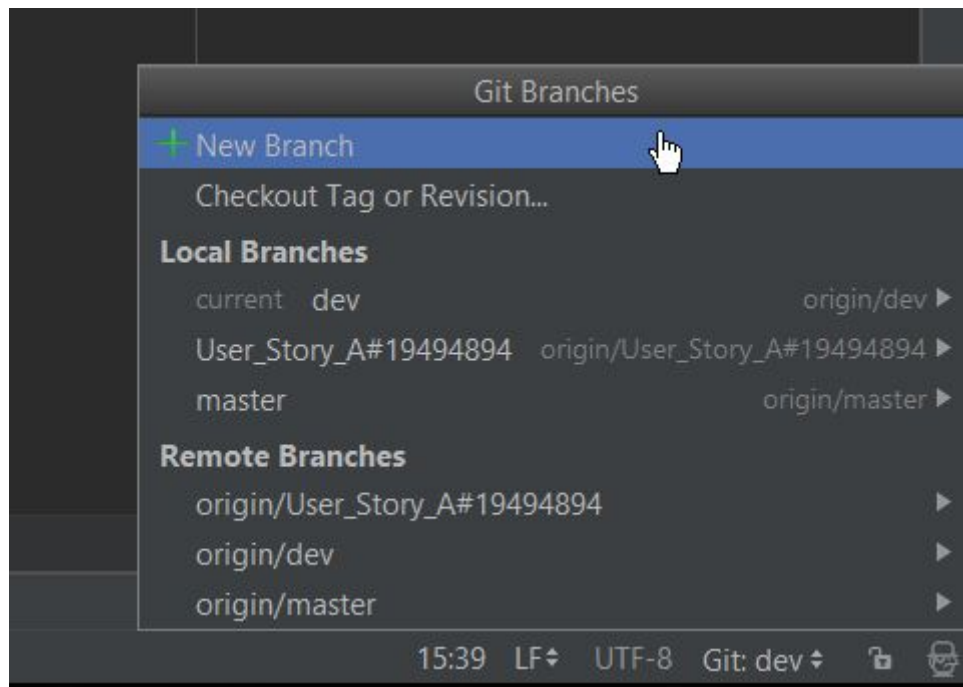 Git Branches
New Branch
Checkout Tag or Revision...
Local Branches
current dev origin/dev
User_Story_A#19494894 origin/User_Story_A#19494894
master origin/master
Remote Branches
origin/User_Story_A#19494894
origin/dev
origin/master
15:39 LF UTF-8 Git: dev